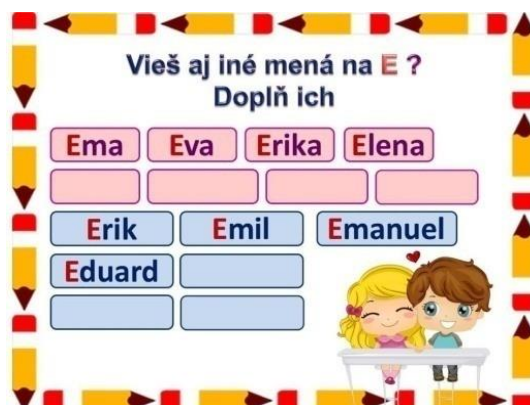 Vieš aj iné mená na E ?
Doplň ich
Ema Eva Erika Elena
Erik Emil Emanuel
Eduard